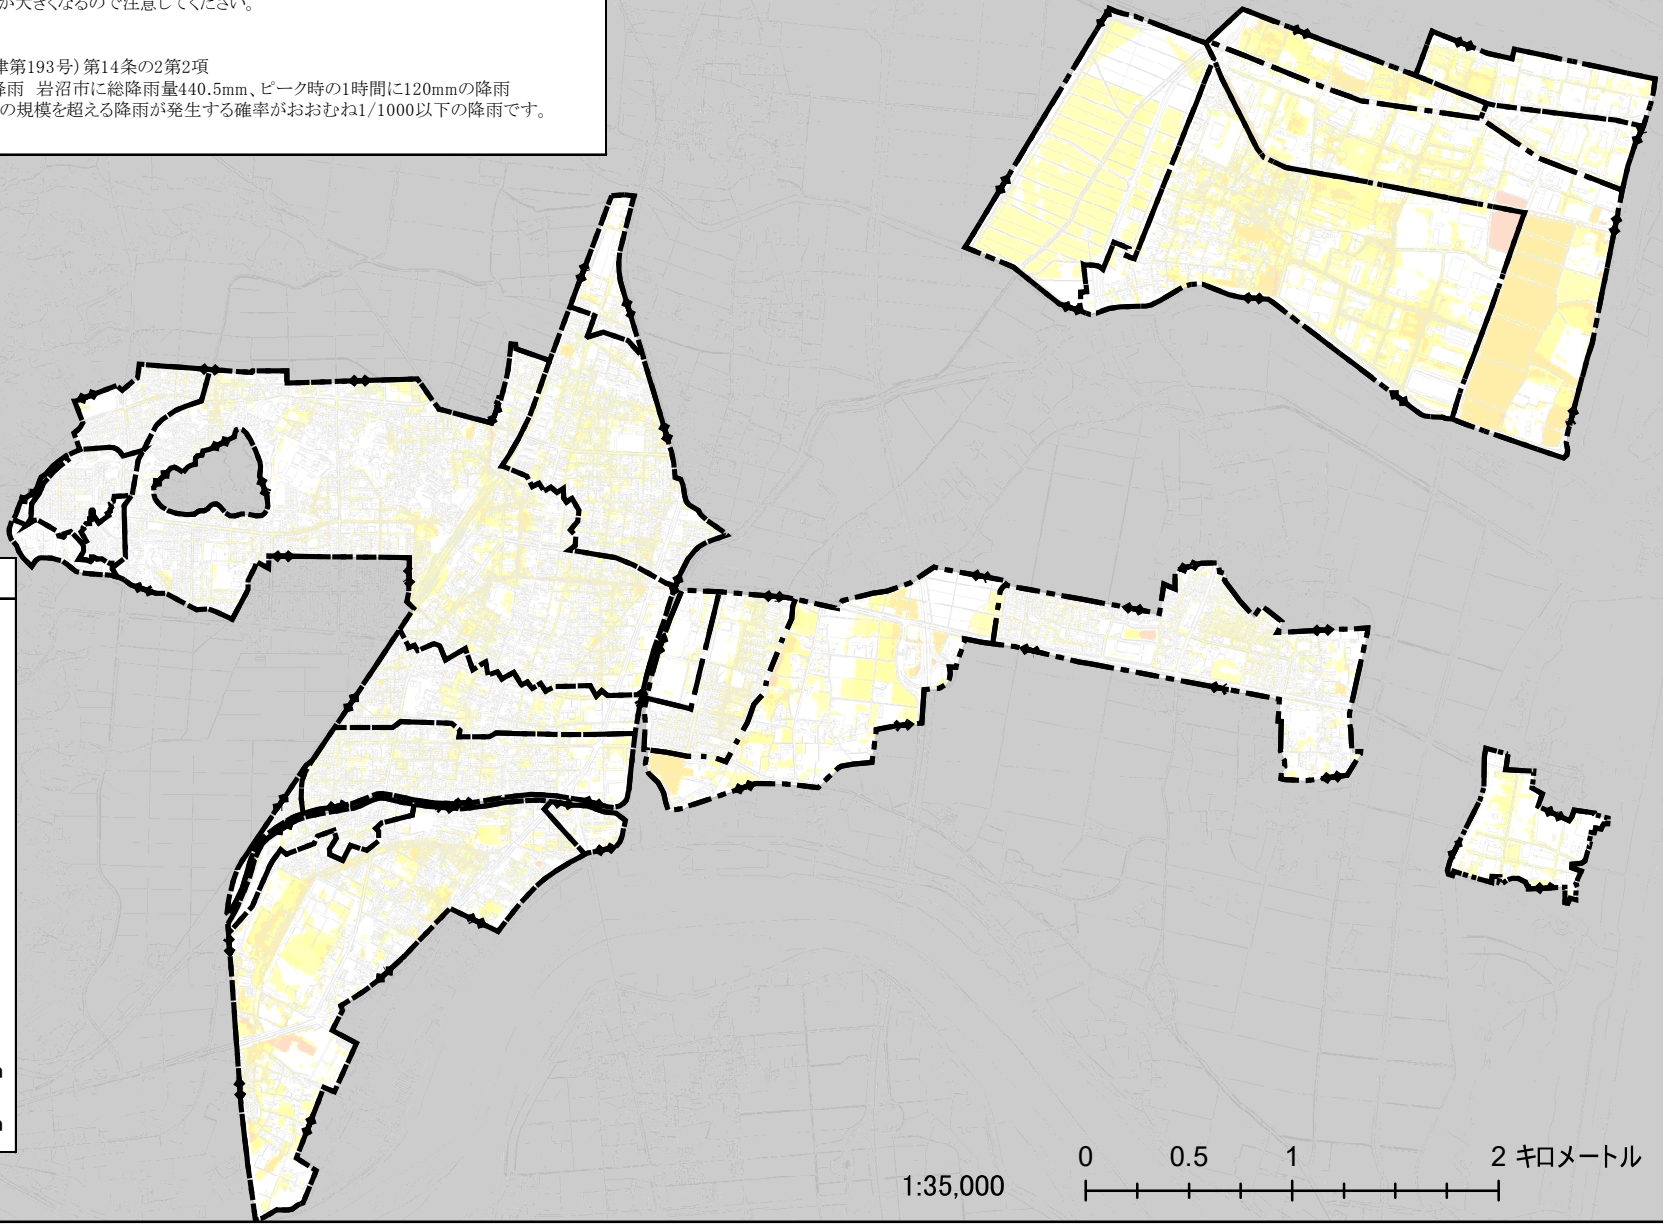 が大きくなるので注意してください。
律第193号）第14条の2第2項
降雨　岩沼市に総降雨量440.5mm、ピーク時の1時間に120mmの降雨
の規模を超える降雨が発生する確率がおおむね1/1000以下の降雨です。
1:35,000
0 0.5 1 2 キロメートル